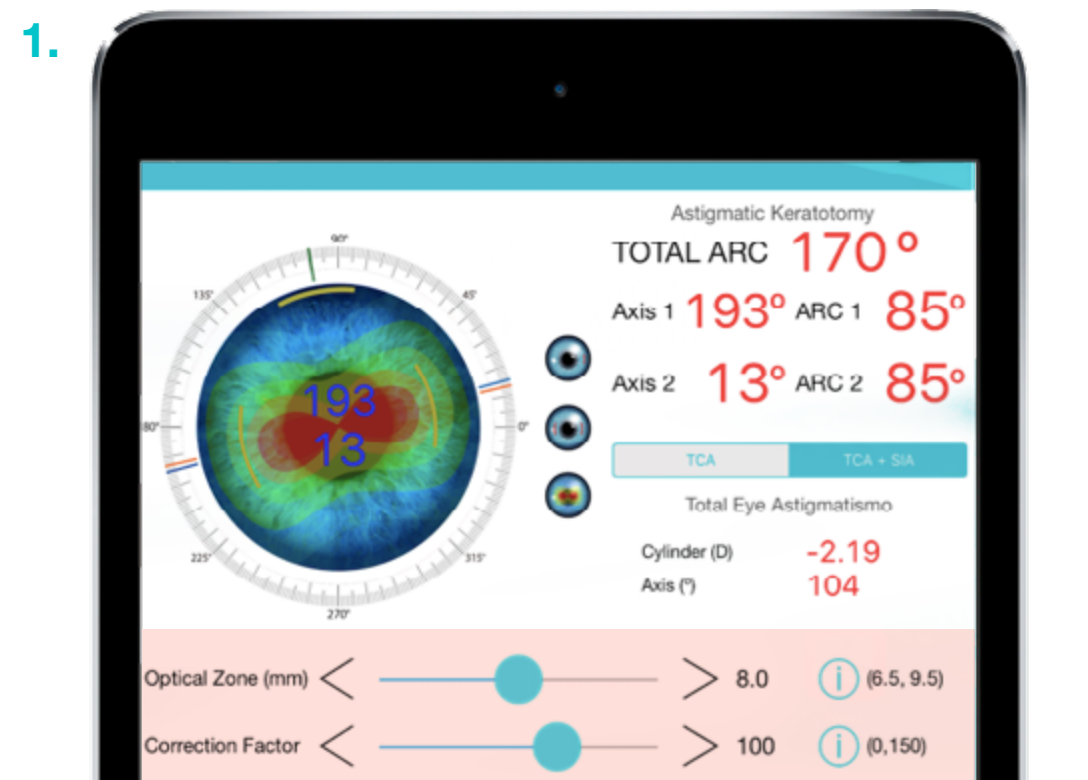 1.
Astigmatic Keratotomy
TOTAL ARC 170°
Axis 1 193° ARC 1 85°
Axis 2 13° ARC 2 85°
TCA TCA + SIA
Total Eye Astigmatismo
Cylinder (D) -2.19
Axis (°) 104
90°
135° 45°
193
13
80° 0°
225° 315°
270°
Optical Zone (mm) < > 8.0 i (6.5, 9.5)
Correction Factor < > 100 i (0,150)